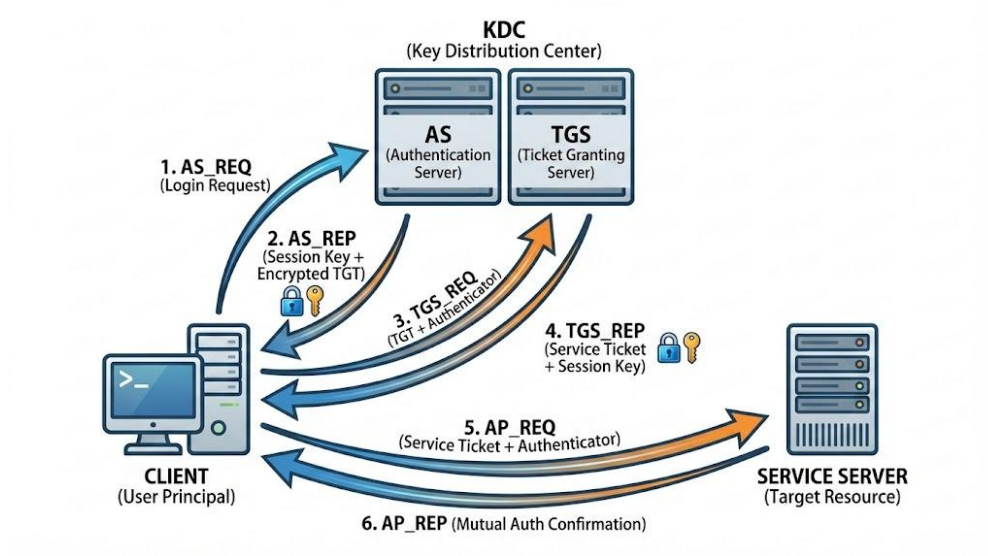 KDC
(Key Distribution Center)
AS
(Authentication
Server)
TGS
(Ticket Granting
Server)
1. AS_REQ
(Login Request)
2. AS_REP
(Session Key +
Encrypted TGT)
3. TGS_REQ
(TGT + Authenticator)
4. TGS_REP
(Service Ticket
+ Session Key)
>_
5. AP_REQ
(Service Ticket + Authenticator)
CLIENT
(User Principal)
SERVICE SERVER
(Target Resource)
6. AP_REP (Mutual Auth Confirmation)